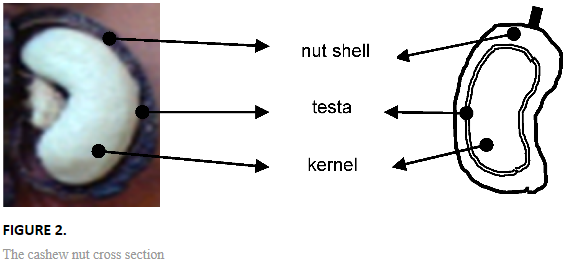 nut shell
testa
kernel
FIGURE 2.
The cashew nut cross section